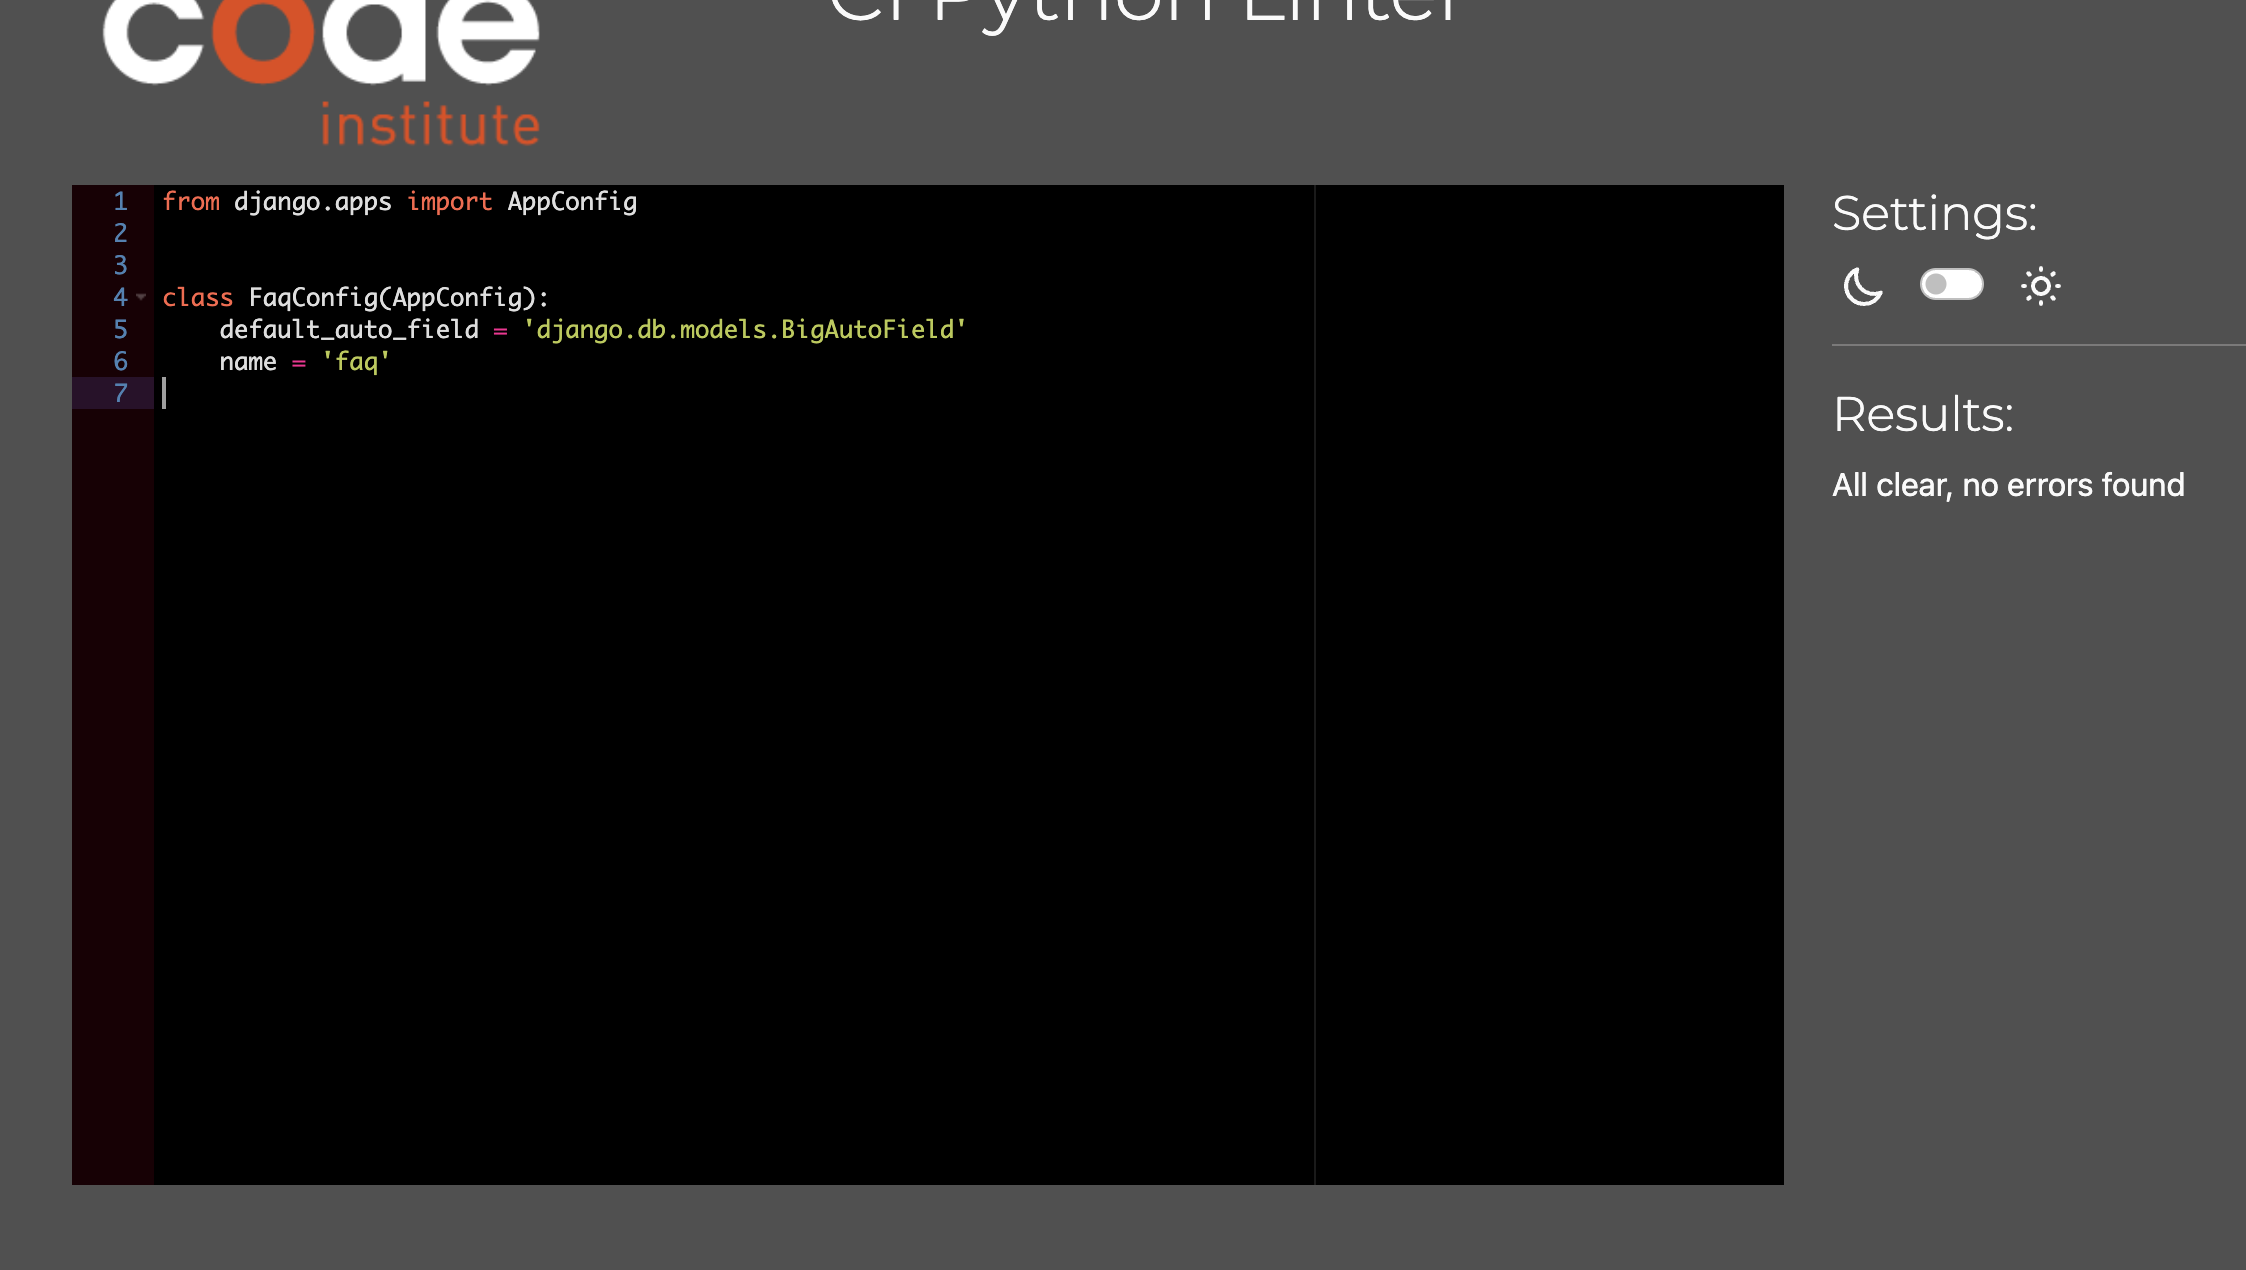 code
institute
CI Python Linter
1 from django.apps import AppConfig
2
3
4 class FaqConfig(AppConfig):
5     default_auto_field = 'django.db.models.BigAutoField'
6     name = 'faq'
7
Settings:
Results:
All clear, no errors found